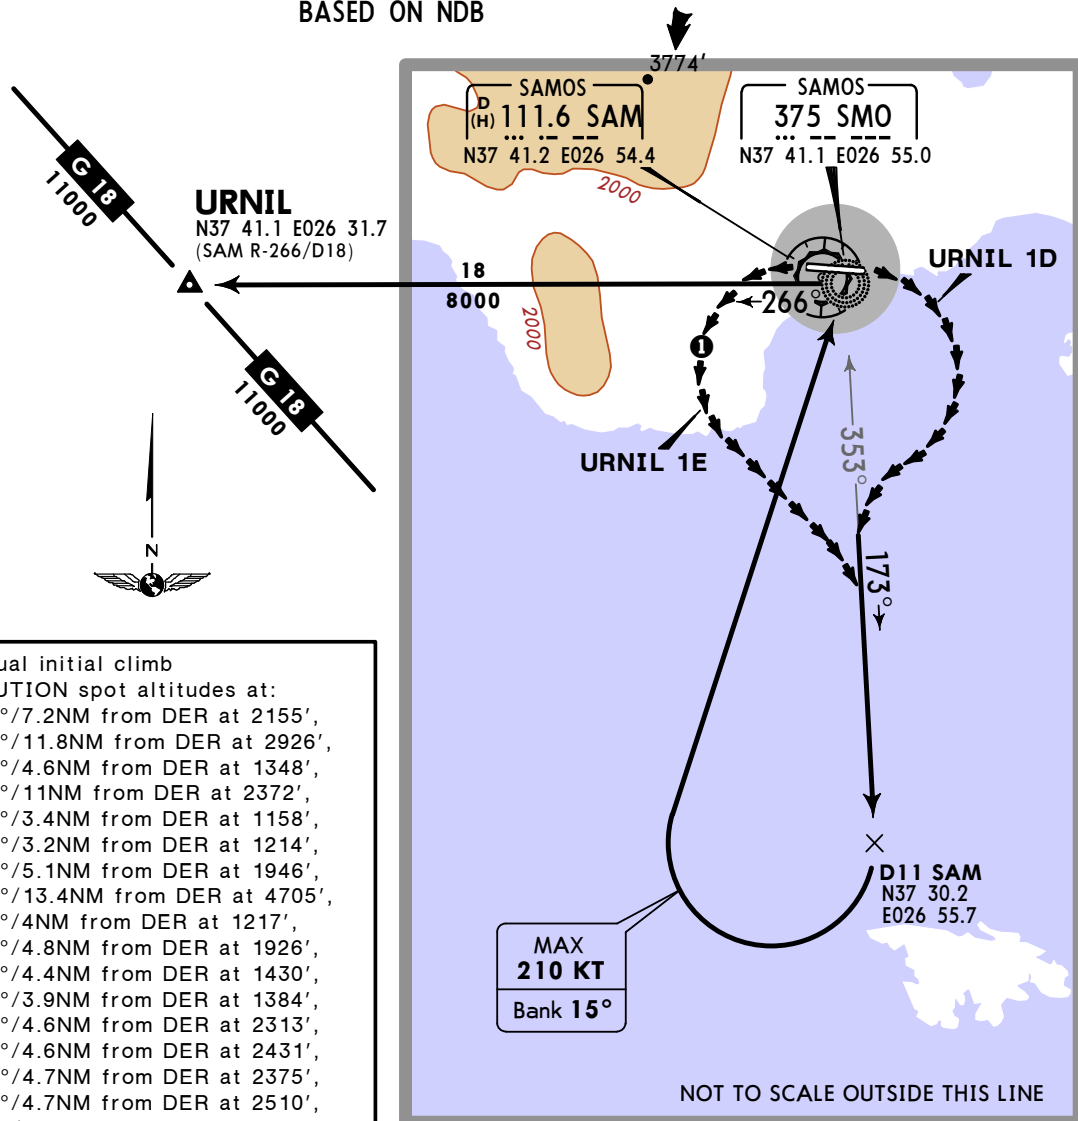 BASED ON NDB
3774'
SAMOS
D
(H) 111.6 SAM
N37 41.2 E026 54.4
SAMOS
375 SMO
N37 41.1 E026 55.0
2000
G 18
11000
URNIL
N37 41.1 E026 31.7
(SAM R-266/D18)
18
8000
266°
URNIL 1D
2000
1
G 18
11000
URNIL 1E
353°
N
173°
ual initial climb
UTION spot altitudes at:
°/7.2NM from DER at 2155',
°/11.8NM from DER at 2926',
°/4.6NM from DER at 1348',
°/11NM from DER at 2372',
°/3.4NM from DER at 1158',
°/3.2NM from DER at 1214',
°/5.1NM from DER at 1946',
°/13.4NM from DER at 4705',
°/4NM from DER at 1217',
°/4.8NM from DER at 1926',
°/4.4NM from DER at 1430',
°/3.9NM from DER at 1384',
°/4.6NM from DER at 2313',
°/4.6NM from DER at 2431',
°/4.7NM from DER at 2375',
°/4.7NM from DER at 2510',
D11 SAM
N37 30.2
E026 55.7
MAX
210 KT
Bank 15°
NOT TO SCALE OUTSIDE THIS LINE